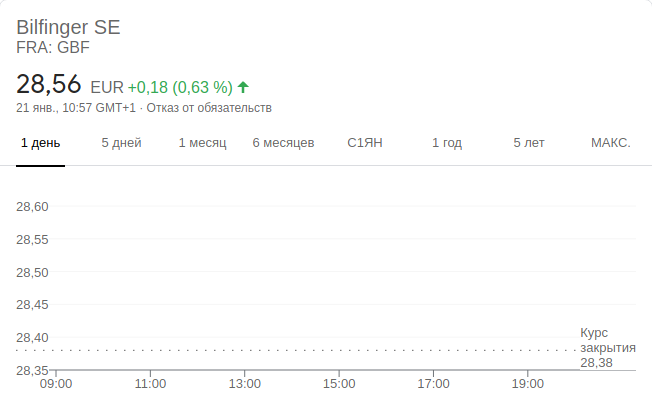 Bilfinger SE
FRA: GBF
28,56 EUR +0,18 (0,63 %) ↑
21 янв., 10:57 GMT+1 · Отказ от обязательств
1 день 5 дней 1 месяц 6 месяцев С1ЯН 1 год 5 лет МАКС.
28,60
28,55
28,50
28,45
28,40
28,35
Курс
закрытия
28,38
09:00 11:00 13:00 15:00 17:00 19:00